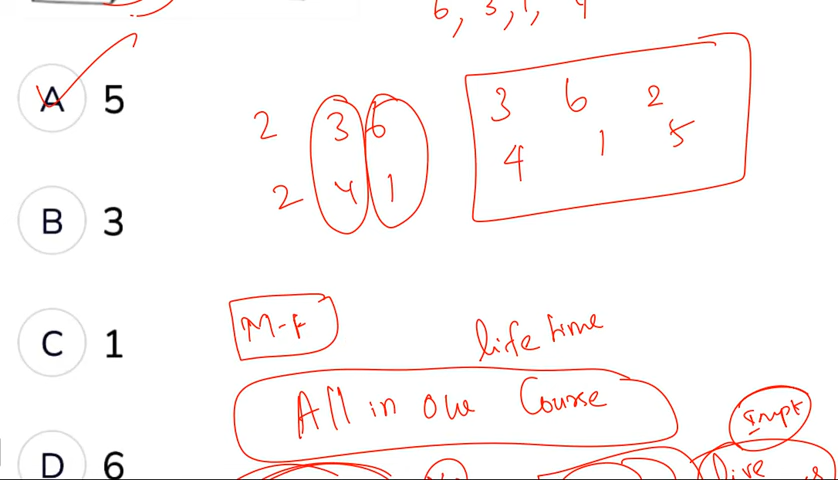 6, 3, 1, 4
A 5
2 3 6
2 4 1
3 6 2
4 1 5
B 3
M-F
C 1
life time
All in one Course
Impt
D 6
live